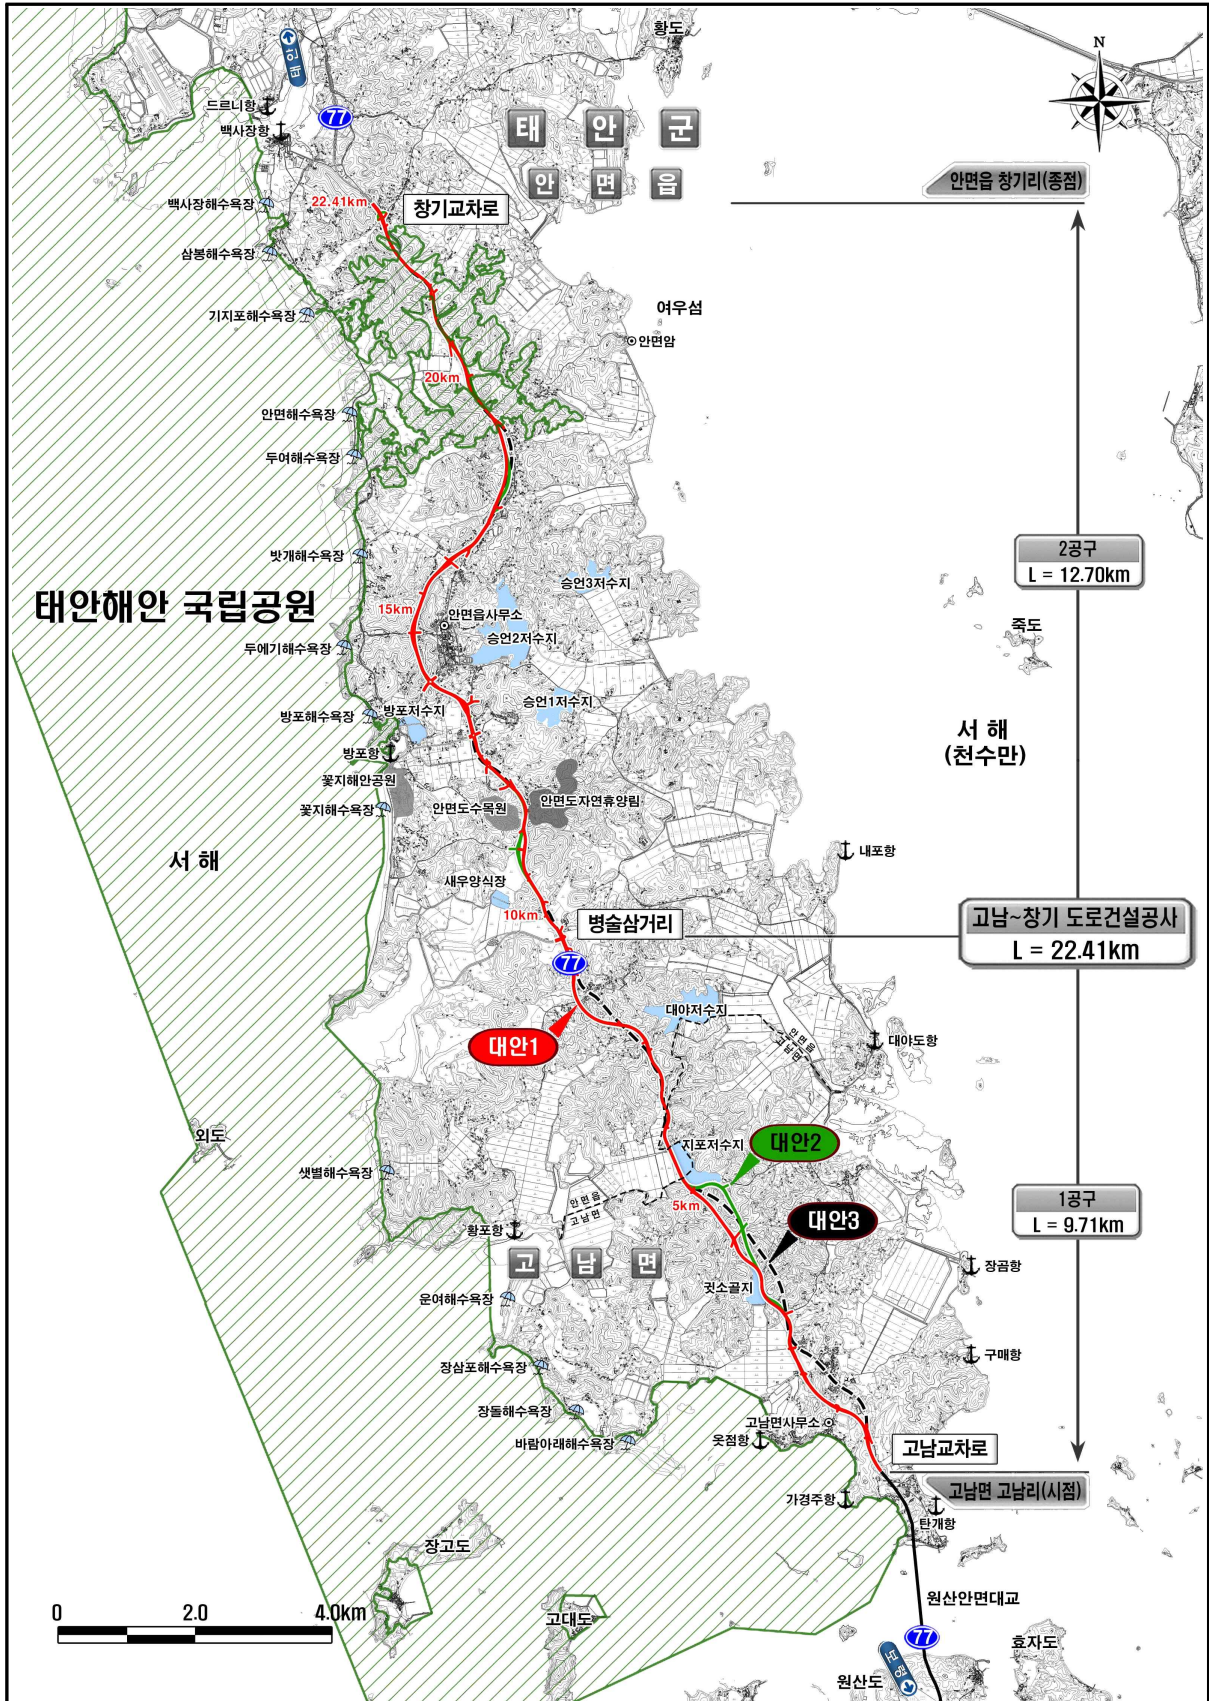 황도
N
태안
드르니항
77
백사장항
태 안 군
안 면 읍
안면읍 창기리(종점)
백사장해수욕장
22.41km
창기교차로
삼봉해수욕장
기지포해수욕장
여우섬
안면암
20km
안면해수욕장
두여해수욕장
밧개해수욕장
2공구
L = 12.70km
승언3저수지
태안해안 국립공원
15km
안면읍사무소
승언2저수지
죽도
두에기해수욕장
승언1저수지
방포해수욕장
방포저수지
서 해
(천수만)
방포항
꽃지해안공원
안면도수목원
안면도자연휴양림
꽃지해수욕장
서 해
내포항
새우양식장
10km
병술삼거리
고남~창기 도로건설공사
L = 22.41km
77
대야저수지
대안1
안면읍
고남면
대야도항
외도
지포저수지
대안2
샛별해수욕장
5km
안면읍
고남면
대안3
1공구
L = 9.71km
황포항
고 남 면
장곰항
귓소골지
운여해수욕장
구매항
장삼포해수욕장
장돌해수욕장
고남면사무소
바람아래해수욕장
옷점항
고남교차로
고남면 고남리(시점)
가경주항
탄개항
장고도
원산안면대교
0 2.0 4.0km
고대도
77
효자도
보령
원산도